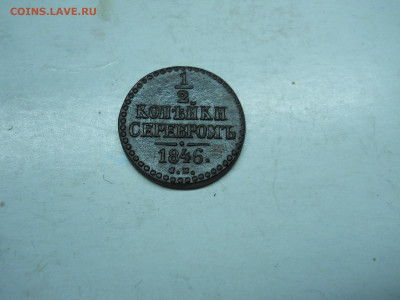 COINS.LAVE.RU
1
2
КОПѢЙКИ
СЕРЕБРОМЪ
1846.
С.М.